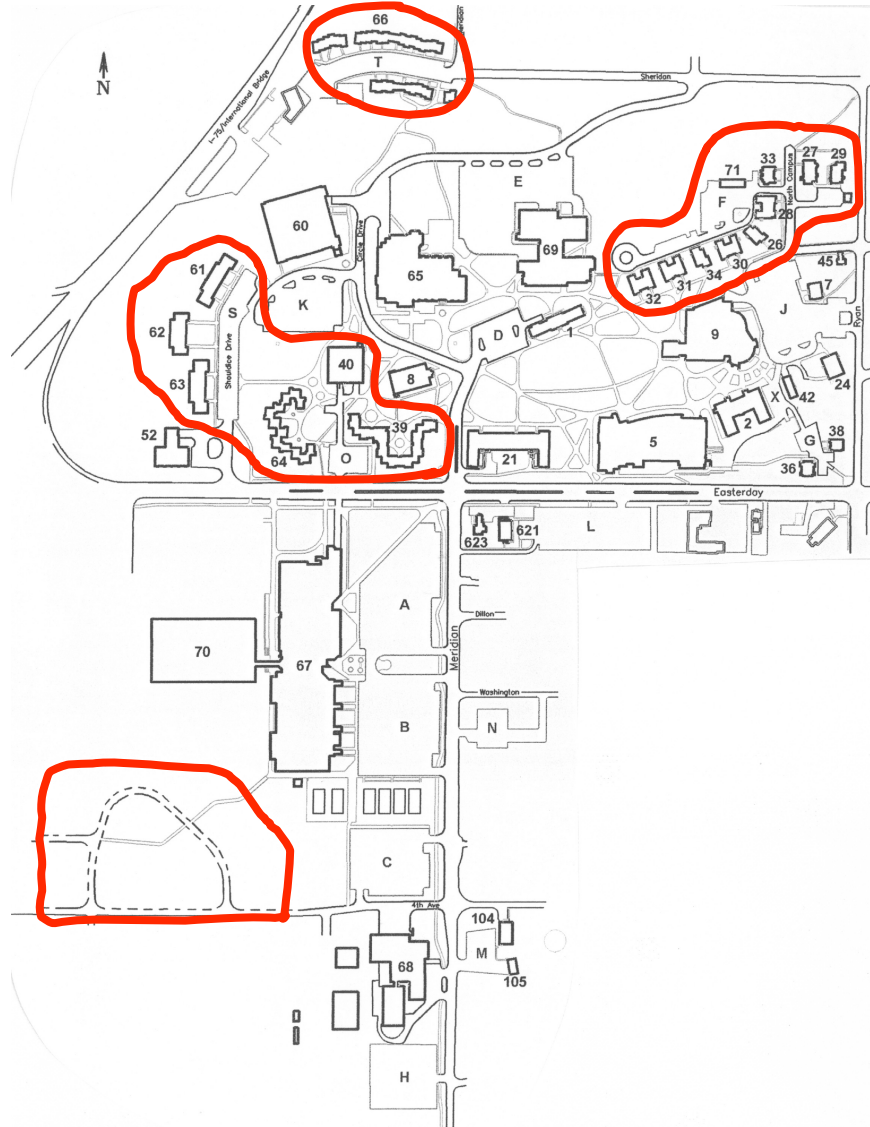 66
T
Meridian
N
Sheridan
I-75/International Bridge
E
71
33
27
29
F
North Campus
28
60
Circle Drive
69
26
30
34
31
32
45
65
7
61
S
K
J
62
D
1
9
Ryan
Shouldice Drive
40
8
24
63
X
42
39
2
52
64
O
21
5
G
38
36
Easterday
623
621
L
A
Dillon
Meridian
70
67
Washington
B
N
C
4th Ave
104
68
M
105
H